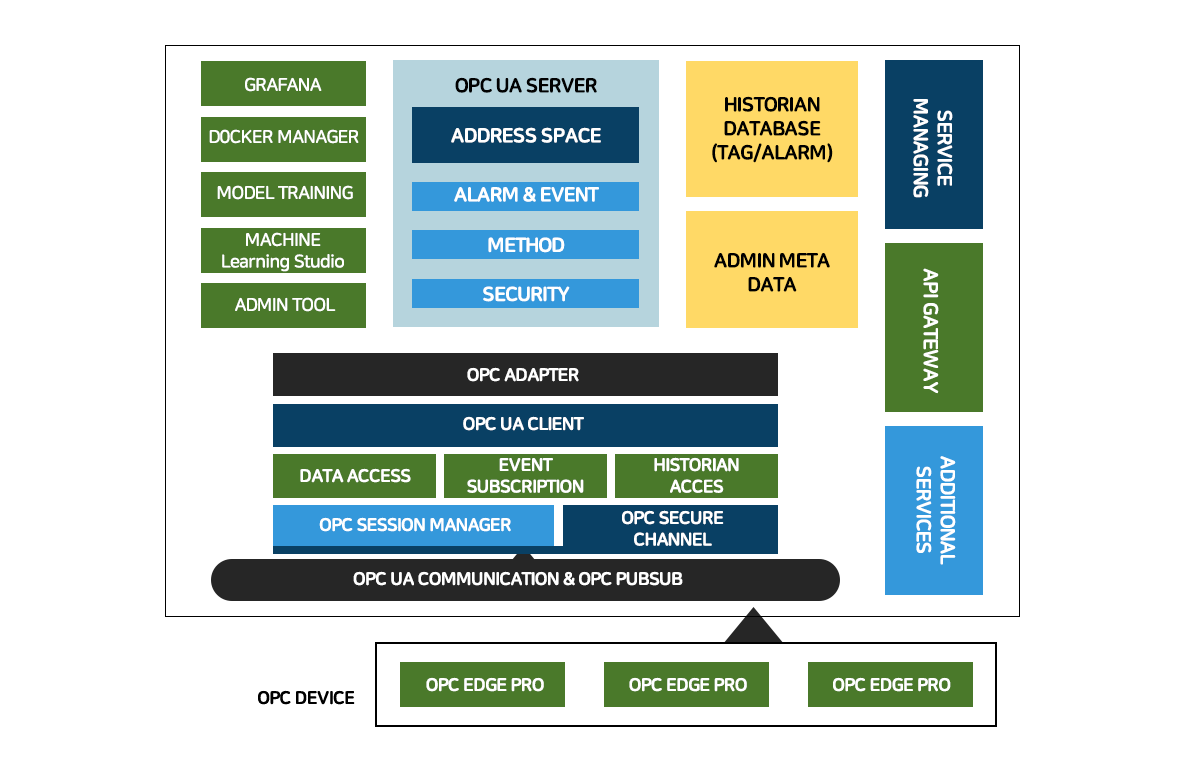 GRAFANA
DOCKER MANAGER
MODEL TRAINING
MACHINE
Learning Studio
ADMIN TOOL
OPC UA SERVER
ADDRESS SPACE
ALARM & EVENT
METHOD
SECURITY
HISTORIAN
DATABASE
(TAG/ALARM)
ADMIN META
DATA
SERVICE
MANAGING
API GATEWAY
ADDITIONAL
SERVICES
OPC ADAPTER
OPC UA CLIENT
DATA ACCESS
EVENT
SUBSCRIPTION
HISTORIAN
ACCES
OPC SESSION MANAGER
OPC SECURE
CHANNEL
OPC UA COMMUNICATION & OPC PUBSUB
OPC DEVICE
OPC EDGE PRO
OPC EDGE PRO
OPC EDGE PRO